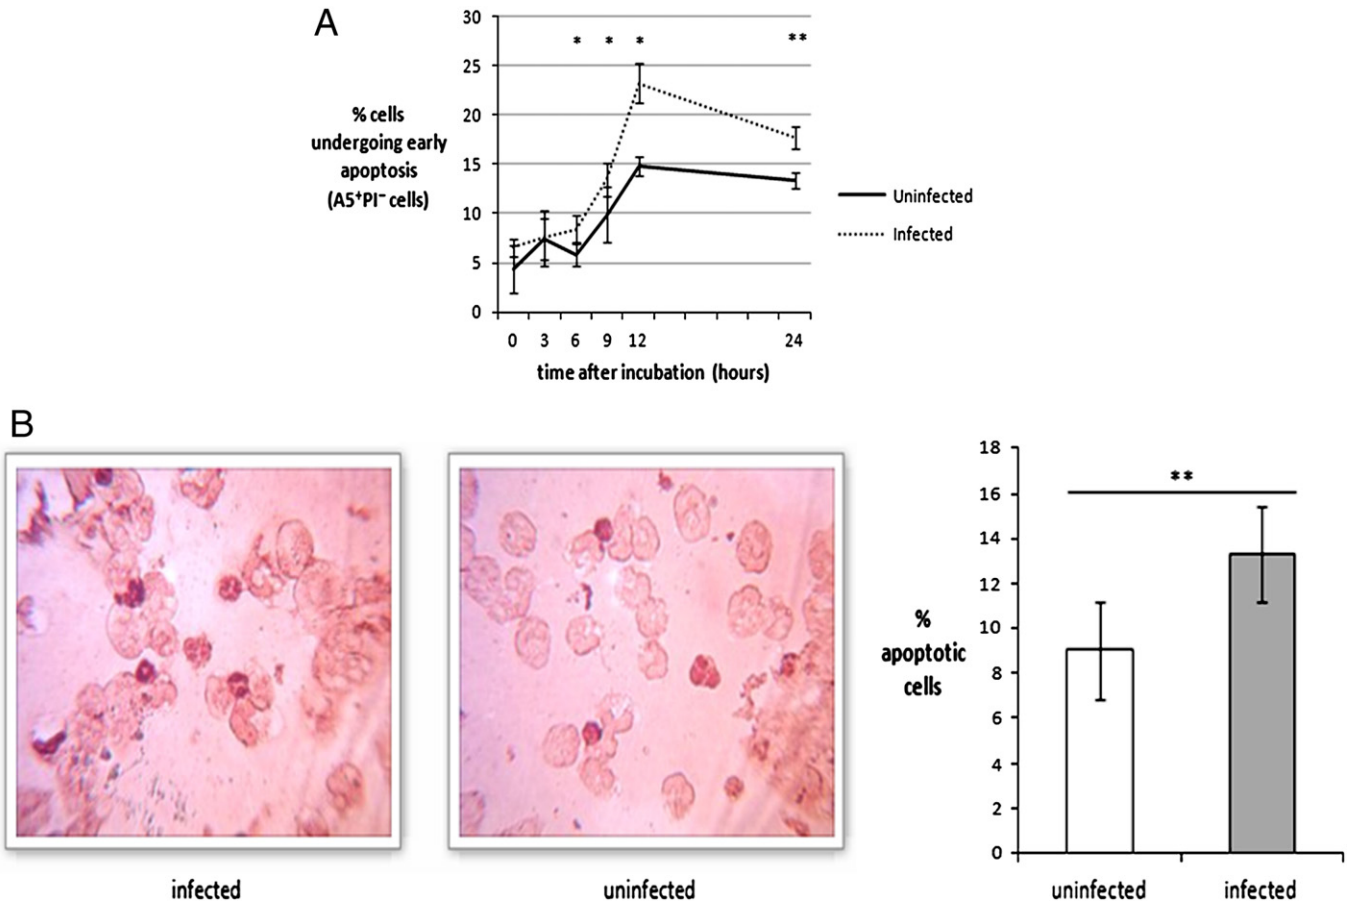 A
30
25
20
15
10
5
0
* * * **
% cells
undergoing early
apoptosis
(A5⁺PI⁻ cells)
Uninfected
Infected
0 3 6 9 12 24
time after incubation (hours)
B
infected
uninfected
18
16
14
12
10
8
6
4
2
0
**
%
apoptotic
cells
uninfected infected